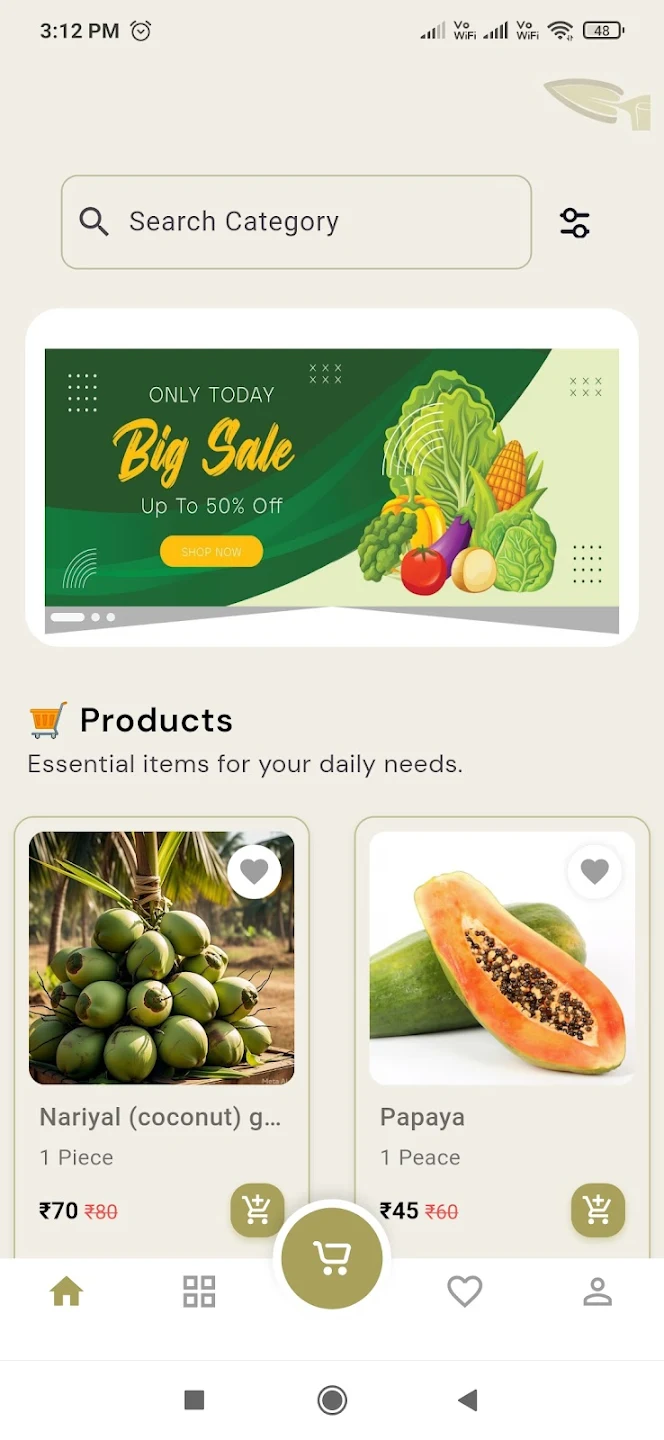 3:12 PM
Vo WiFi
Vo WiFi
48
Search Category
ONLY TODAY
Big Sale
Up To 50% Off
SHOP NOW
Products
Essential items for your daily needs.
Nariyal (coconut) g...
1 Piece
₹70 ₹80
Papaya
1 Peace
₹45 ₹60